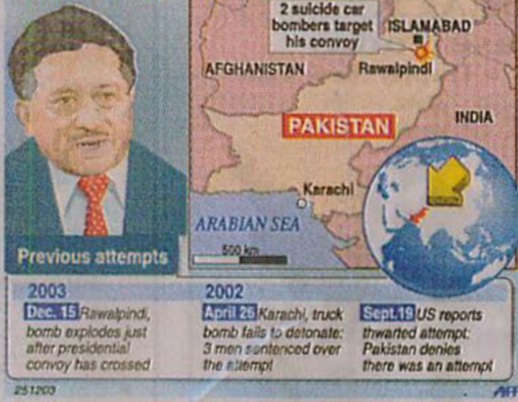 2 suicide car
bombers target
his convoy
ISLAMABAD
AFGHANISTAN
Rawalpindi
INDIA
PAKISTAN
Karachi
ARABIAN SEA
500 km
Previous attempts
2003
Dec. 15 Rawalpindi,
bomb explodes just
after presidential
convoy has crossed
2002
April 26 Karachi, truck
bomb fails to detonate:
3 men sentenced over
the attempt
Sept.19 US reports
thwarted attempt:
Pakistan denies
there was an attempt
251203
AFP